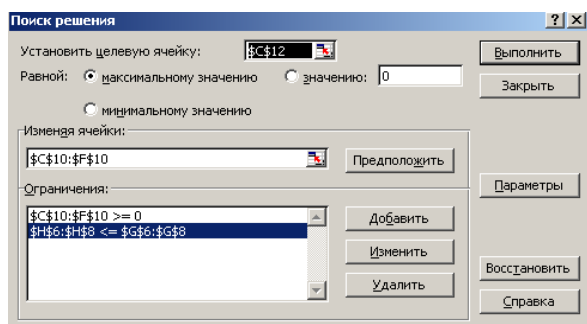 Поиск решения
Установить целевую ячейку: $C$12 Выполнить
Равной: максимальному значению значению: 0 Закрыть
минимальному значению
Изменяя ячейки:
$C$10:$F$10 Предположить
Ограничения: Параметры
$C$10:$F$10 >= 0 Добавить
$H$6:$H$8 <= $G$6:$G$8
Изменить
Восстановить
Удалить
Справка